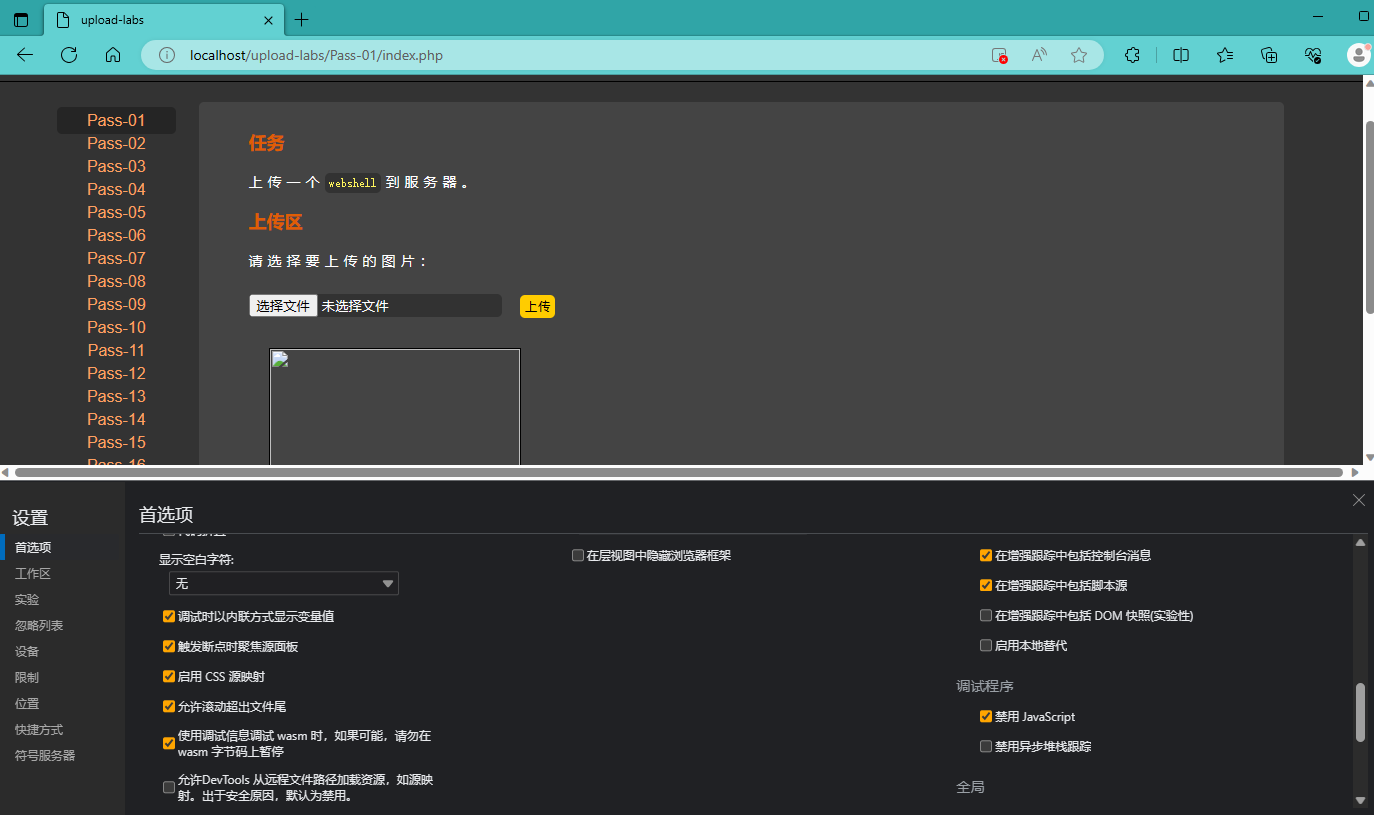 upload-labs
localhost/upload-labs/Pass-01/index.php
Pass-01
Pass-02
Pass-03
Pass-04
Pass-05
Pass-06
Pass-07
Pass-08
Pass-09
Pass-10
Pass-11
Pass-12
Pass-13
Pass-14
Pass-15
Pass-16
任务
上传一个 webshell 到服务器。
上传区
请选择要上传的图片：
选择文件 未选择文件 上传
设置
首选项
工作区
实验
忽略列表
设备
限制
位置
快捷方式
符号服务器
首选项
显示空白字符:
无
调试时以内联方式显示变量值
触发断点时聚焦源面板
启用 CSS 源映射
允许滚动超出文件尾
使用调试信息调试 wasm 时，如果可能，请勿在
wasm 字节码上暂停
允许DevTools 从远程文件路径加载资源，如源映
射。出于安全原因，默认为禁用。
在层视图中隐藏浏览器框架
在增强跟踪中包括控制台消息
在增强跟踪中包括脚本源
在增强跟踪中包括 DOM 快照(实验性)
启用本地替代
调试程序
禁用 JavaScript
禁用异步堆栈跟踪
全局